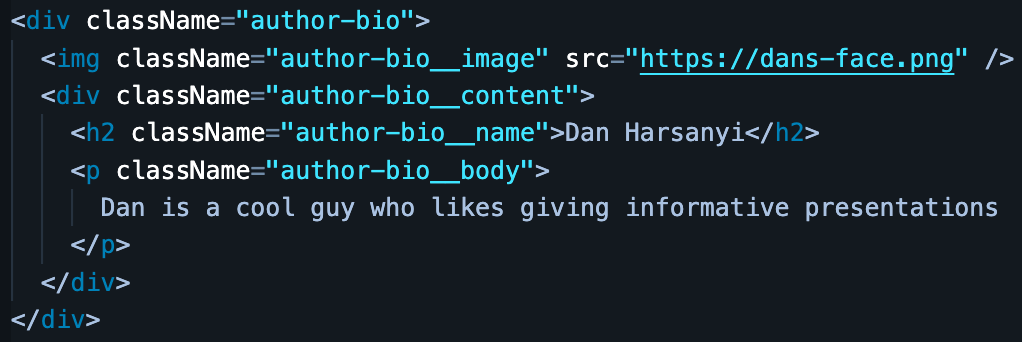 <div className="author-bio">
<img className="author-bio__image" src="https://dans-face.png" />
<div className="author-bio__content">
<h2 className="author-bio__name">Dan Harsanyi</h2>
<p className="author-bio__body">
Dan is a cool guy who likes giving informative presentations
</p>
</div>
</div>